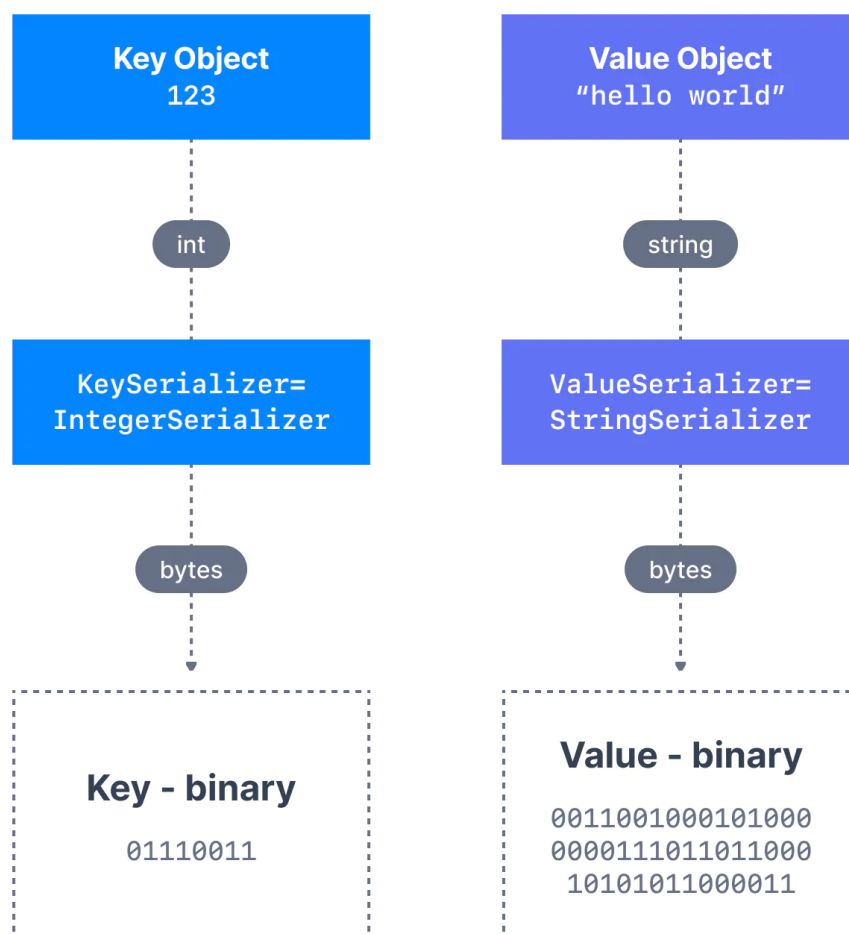 Key Object
123
int
KeySerializer=
IntegerSerializer
bytes
Key - binary
01110011
Value Object
“hello world”
string
ValueSerializer=
StringSerializer
bytes
Value - binary
0011001000101000
0000111011011000
10101011000011